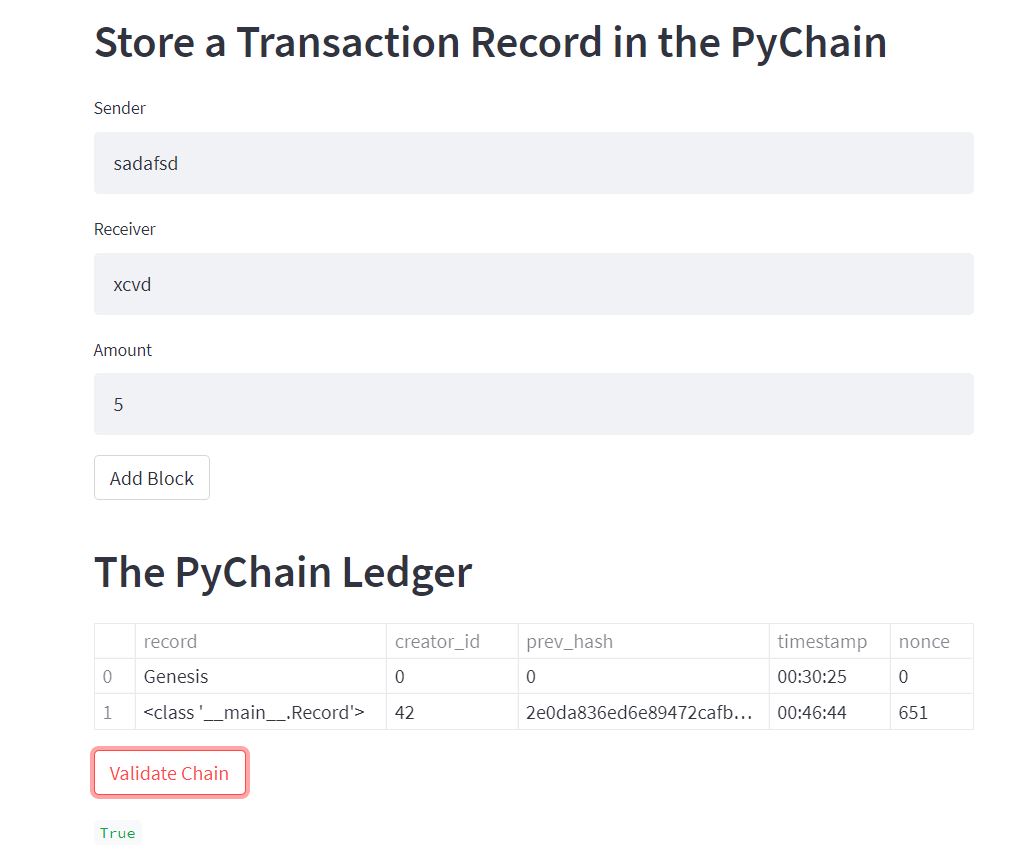 Store a Transaction Record in the PyChain
Sender
sadafsd
Receiver
xcvd
Amount
5
Add Block
The PyChain Ledger
record creator_id prev_hash timestamp nonce
0 Genesis 0 0 00:30:25 0
1 <class '__main__.Record'> 42 2e0da836ed6e89472cafb... 00:46:44 651
Validate Chain
True